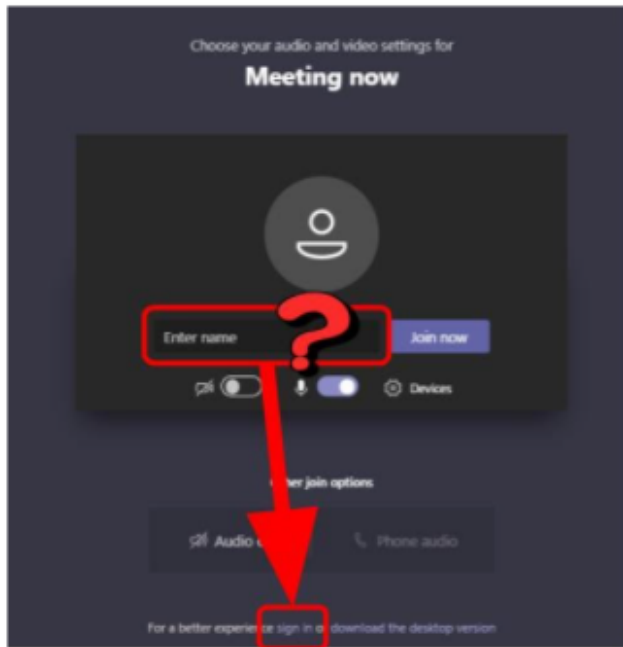 Choose your audio and video settings for
Meeting now
?
Enter name
Join now
Devices
join options
Audio
Phone audio
For a better experience sign in or download the desktop version